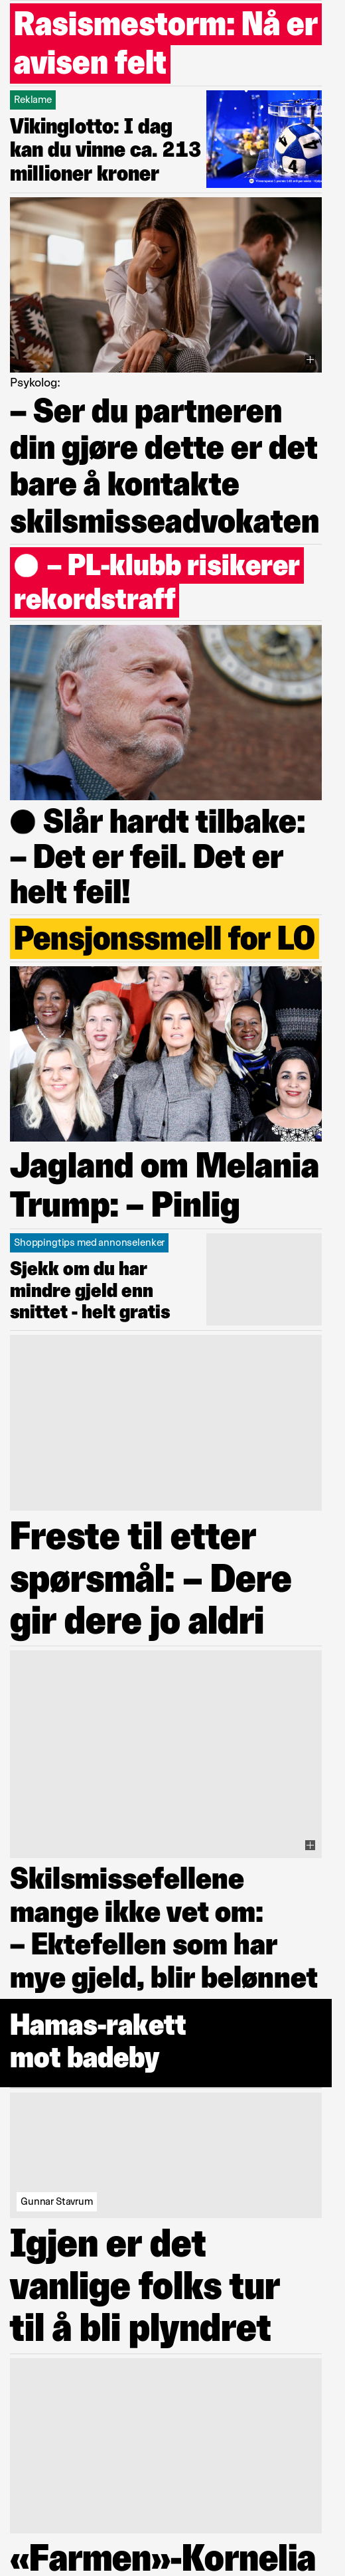 Rasismestorm: Nå er
avisen felt
Reklame
Vikinglotto: I dag
kan du vinne ca. 213
millioner kroner
Psykolog:
– Ser du partneren
din gjøre dette er det
bare å kontakte
skilsmisseadvokaten
– PL-klubb risikerer
rekordstraff
Slår hardt tilbake:
– Det er feil. Det er
helt feil!
Pensjonssmell for LO
Jagland om Melania
Trump: – Pinlig
Shoppingtips med annonselenker
Sjekk om du har
mindre gjeld enn
snittet - helt gratis
Freste til etter
spørsmål: – Dere
gir dere jo aldri
Skilsmissefellene
mange ikke vet om:
– Ektefellen som har
mye gjeld, blir belønnet
Hamas-rakett
mot badeby
Gunnar Stavrum
Igjen er det
vanlige folks tur
til å bli plyndret
«Farmen»-Kornelia